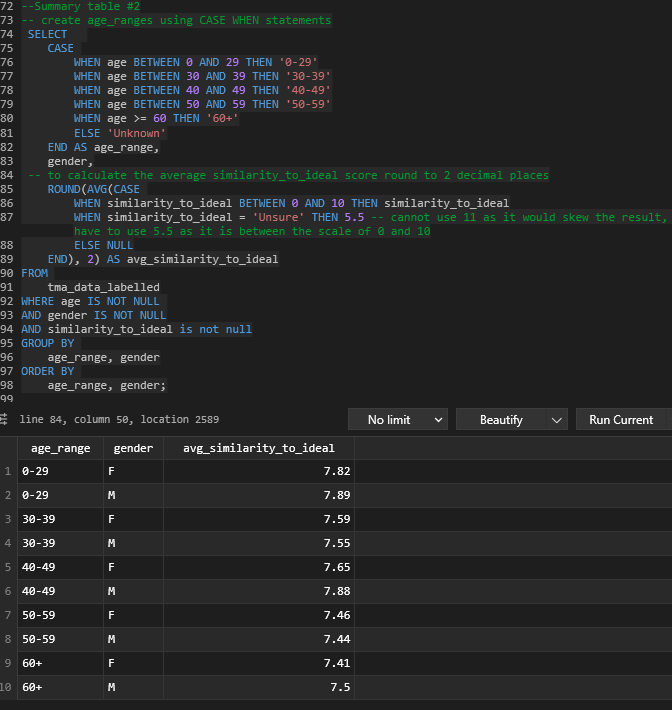 72 --Summary table #2
73 -- create age_ranges using CASE WHEN statements
74 SELECT
75 CASE
76 WHEN age BETWEEN 0 AND 29 THEN '0-29'
77 WHEN age BETWEEN 30 AND 39 THEN '30-39'
78 WHEN age BETWEEN 40 AND 49 THEN '40-49'
79 WHEN age BETWEEN 50 AND 59 THEN '50-59'
80 WHEN age >= 60 THEN '60+'
81 ELSE 'Unknown'
82 END AS age_range,
83 gender,
84 -- to calculate the average similarity_to_ideal score round to 2 decimal places
85 ROUND(AVG(CASE
86 WHEN similarity_to_ideal BETWEEN 0 AND 10 THEN similarity_to_ideal
87 WHEN similarity_to_ideal = 'Unsure' THEN 5.5 -- cannot use 11 as it would skew the result,
have to use 5.5 as it is between the scale of 0 and 10
88 ELSE NULL
89 END), 2) AS avg_similarity_to_ideal
90 FROM
91 tma_data_labelled
92 WHERE age IS NOT NULL
93 AND gender IS NOT NULL
94 AND similarity_to_ideal is not null
95 GROUP BY
96 age_range, gender
97 ORDER BY
98 age_range, gender;
99
line 84, column 50, location 2589 No limit Beautify Run Current
age_range gender avg_similarity_to_ideal
1 0-29 F 7.82
2 0-29 M 7.89
3 30-39 F 7.59
4 30-39 M 7.55
5 40-49 F 7.65
6 40-49 M 7.88
7 50-59 F 7.46
8 50-59 M 7.44
9 60+ F 7.41
10 60+ M 7.5